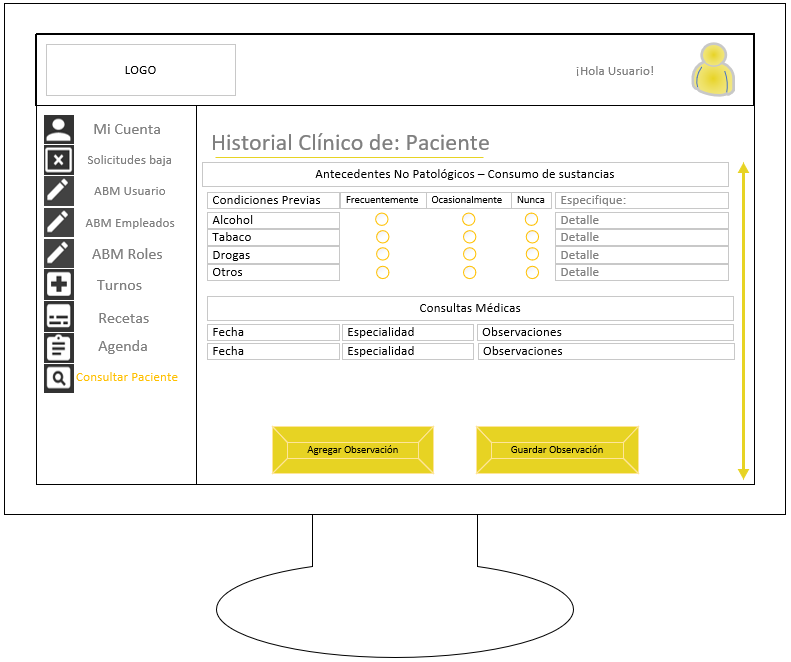 LOGO
¡Hola Usuario!
Mi Cuenta
Solicitudes baja
ABM Usuario
ABM Empleados
ABM Roles
Turnos
Recetas
Agenda
Consultar Paciente
Historial Clínico de: Paciente
Antecedentes No Patológicos – Consumo de sustancias
Condiciones Previas Frecuentemente Ocasionalmente Nunca Especifique:
Alcohol Detalle
Tabaco Detalle
Drogas Detalle
Otros Detalle
Consultas Médicas
Fecha Especialidad Observaciones
Fecha Especialidad Observaciones
Agregar Observación Guardar Observación